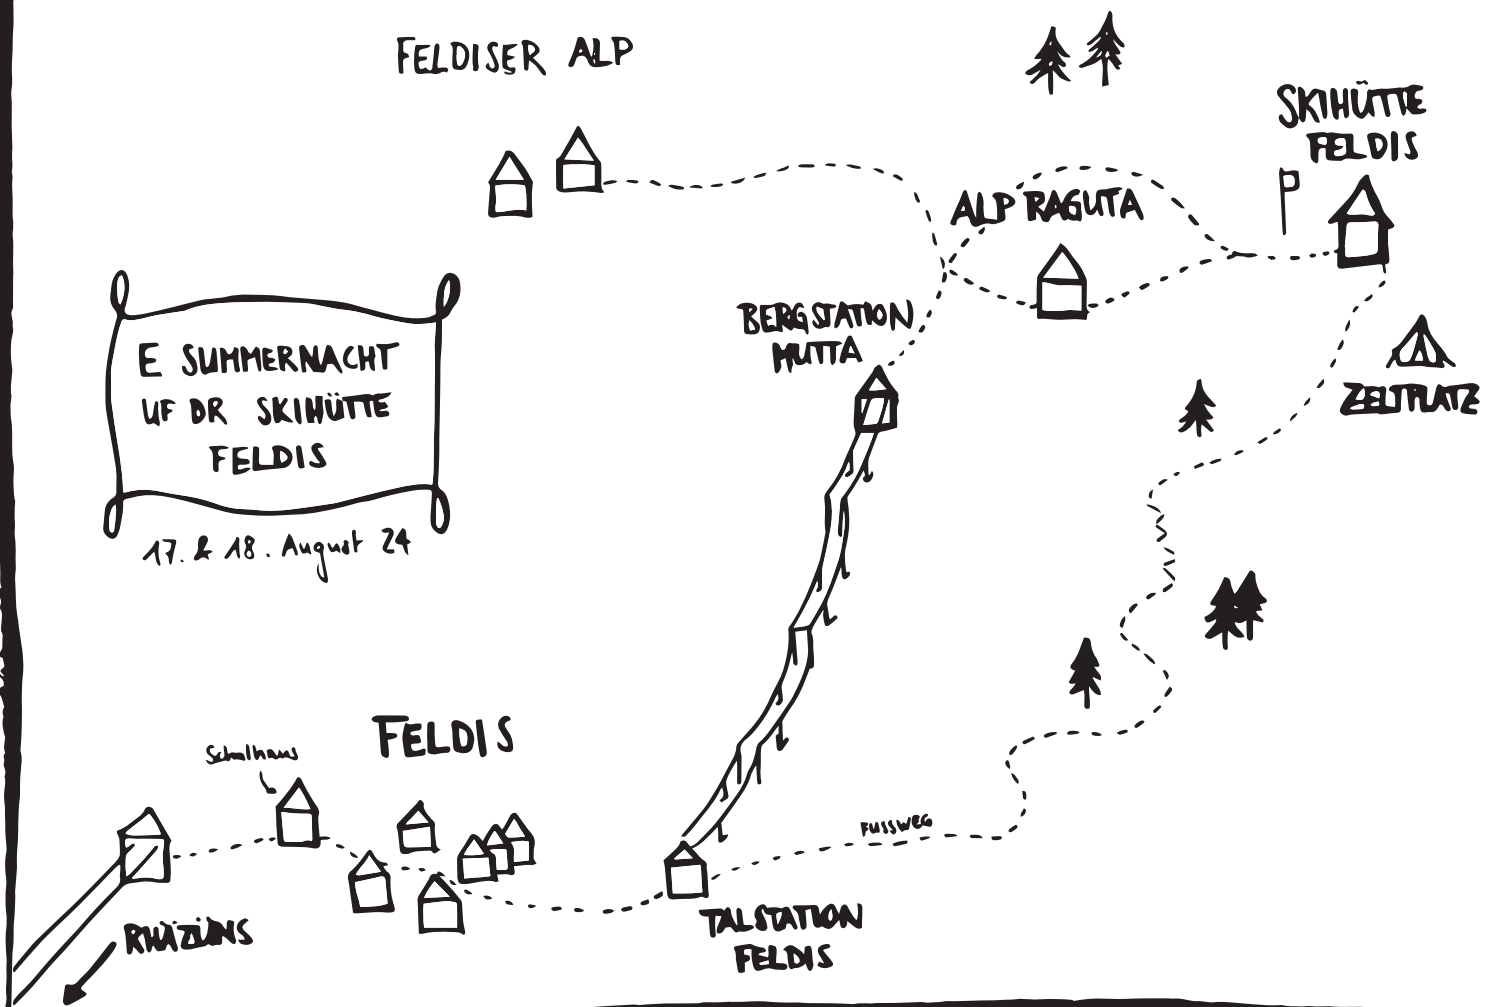 FELDISER ALP
SKIHÜTTE
FELDIS
ALP RAGUTA
BERGSTATION
MUTTA
ZELTPLATZ
E SUMMERNACHT
UF DR SKIHÜTTE
FELDIS
17. & 18. August 24
FELDIS
Schulhaus
FUSSWEG
RHÄZÜNS
TALSTATION
FELDIS